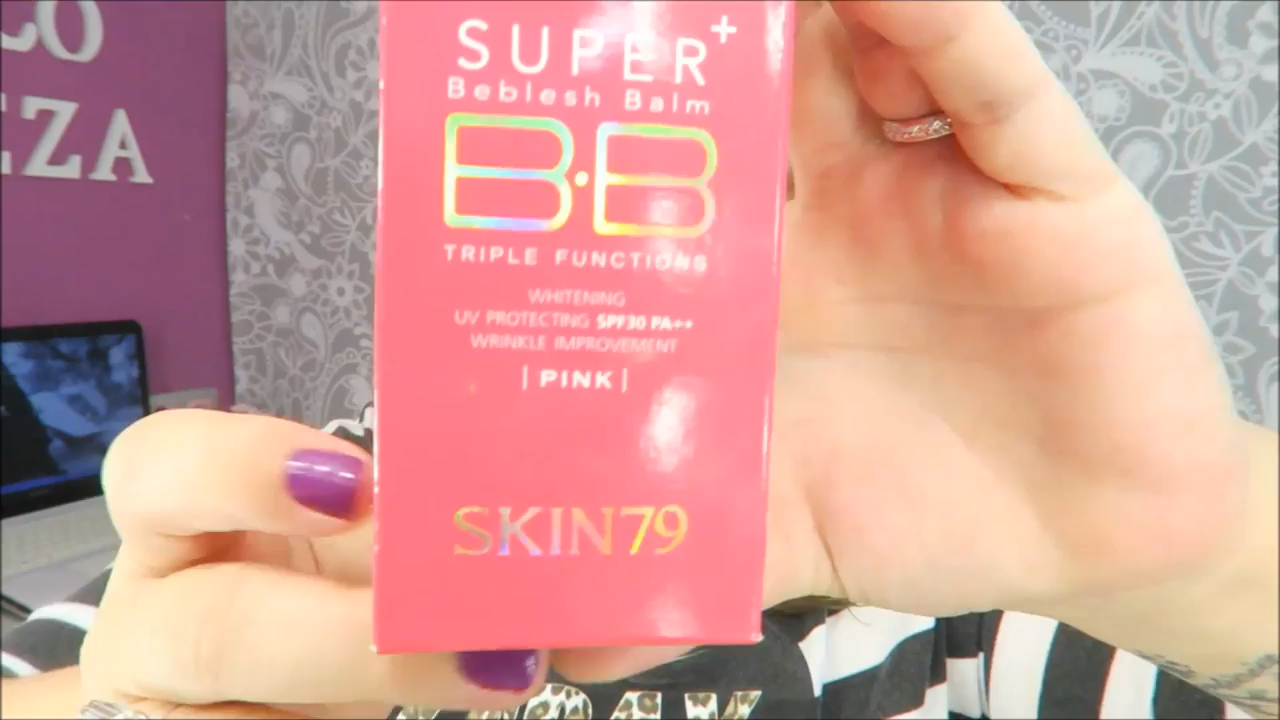 LO
EZA
SUPER+
Beblesh Balm
B·B
TRIPLE FUNCTIONS
WHITENING
UV PROTECTING SPF30 PA++
WRINKLE IMPROVEMENT
| PINK |
SKIN79